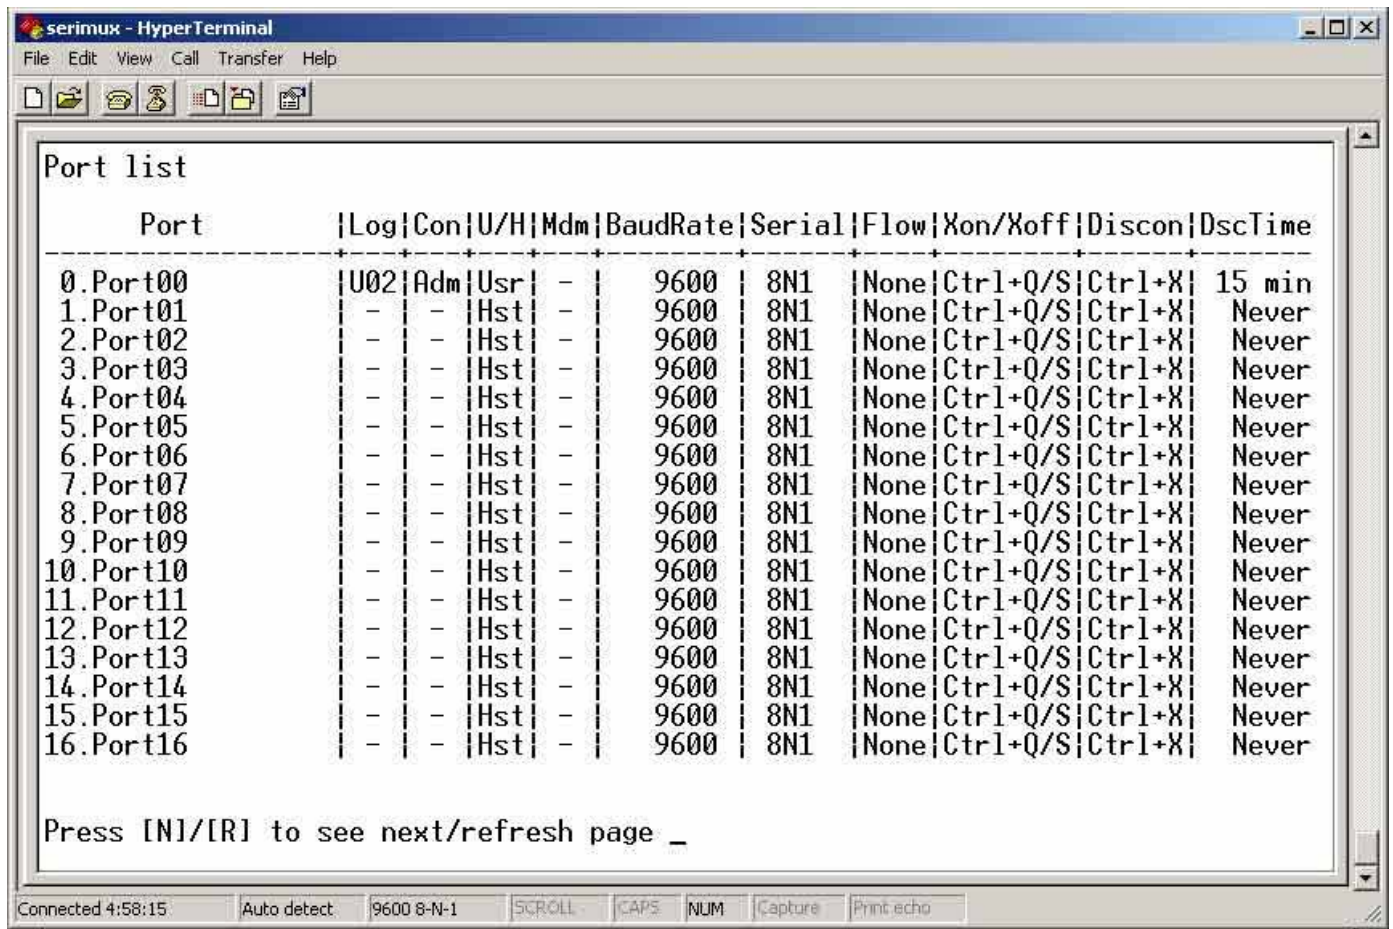 serimux - HyperTerminal
File Edit View Call Transfer Help
Port list
Port |Log|Con|U/H|Mdm|BaudRate|Serial|Flow|Xon/Xoff|Discon|DscTime
0.Port00 |U02|Adm|Usr| - | 9600 | 8N1 |None|Ctrl+Q/S|Ctrl+X| 15 min
1.Port01 | - | - |Hst| - | 9600 | 8N1 |None|Ctrl+Q/S|Ctrl+X| Never
2.Port02 | - | - |Hst| - | 9600 | 8N1 |None|Ctrl+Q/S|Ctrl+X| Never
3.Port03 | - | - |Hst| - | 9600 | 8N1 |None|Ctrl+Q/S|Ctrl+X| Never
4.Port04 | - | - |Hst| - | 9600 | 8N1 |None|Ctrl+Q/S|Ctrl+X| Never
5.Port05 | - | - |Hst| - | 9600 | 8N1 |None|Ctrl+Q/S|Ctrl+X| Never
6.Port06 | - | - |Hst| - | 9600 | 8N1 |None|Ctrl+Q/S|Ctrl+X| Never
7.Port07 | - | - |Hst| - | 9600 | 8N1 |None|Ctrl+Q/S|Ctrl+X| Never
8.Port08 | - | - |Hst| - | 9600 | 8N1 |None|Ctrl+Q/S|Ctrl+X| Never
9.Port09 | - | - |Hst| - | 9600 | 8N1 |None|Ctrl+Q/S|Ctrl+X| Never
10.Port10 | - | - |Hst| - | 9600 | 8N1 |None|Ctrl+Q/S|Ctrl+X| Never
11.Port11 | - | - |Hst| - | 9600 | 8N1 |None|Ctrl+Q/S|Ctrl+X| Never
12.Port12 | - | - |Hst| - | 9600 | 8N1 |None|Ctrl+Q/S|Ctrl+X| Never
13.Port13 | - | - |Hst| - | 9600 | 8N1 |None|Ctrl+Q/S|Ctrl+X| Never
14.Port14 | - | - |Hst| - | 9600 | 8N1 |None|Ctrl+Q/S|Ctrl+X| Never
15.Port15 | - | - |Hst| - | 9600 | 8N1 |None|Ctrl+Q/S|Ctrl+X| Never
16.Port16 | - | - |Hst| - | 9600 | 8N1 |None|Ctrl+Q/S|Ctrl+X| Never
Press [N]/[R] to see next/refresh page _
Connected 4:58:15 Auto detect 9600 8-N-1 SCROLL CAPS NUM Capture Print echo